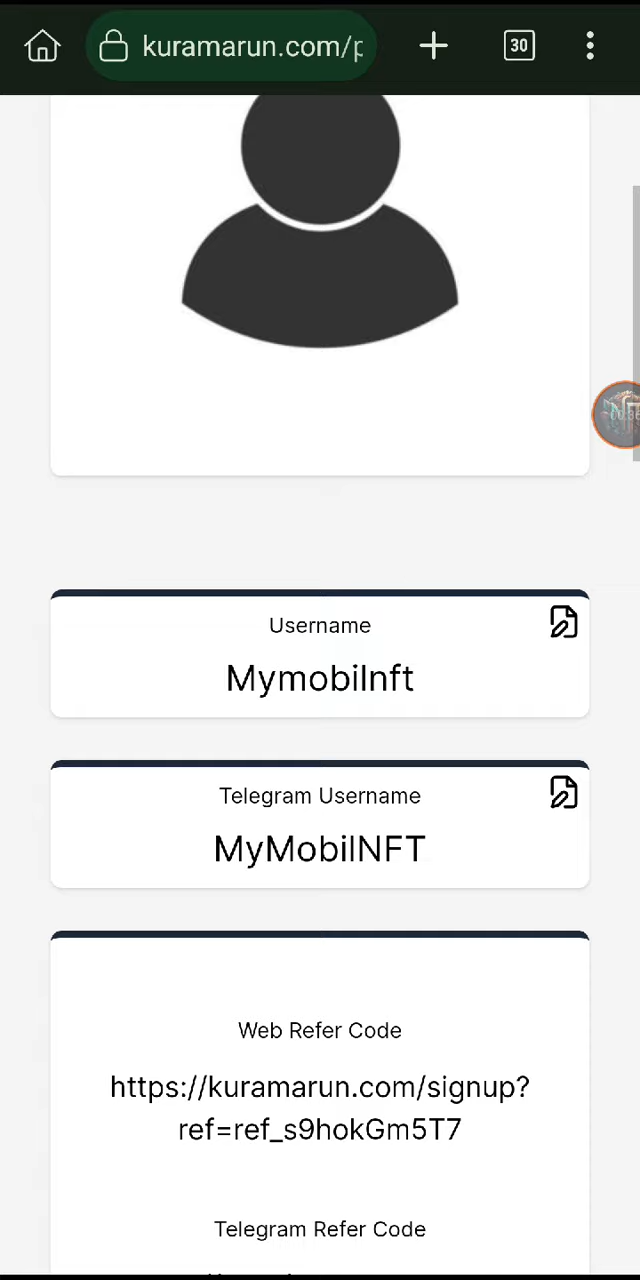 kuramarun.com/p
30
Username
Mymobilnft
Telegram Username
MyMobilNFT
Web Refer Code
https://kuramarun.com/signup?
ref=ref_s9hokGm5T7
Telegram Refer Code